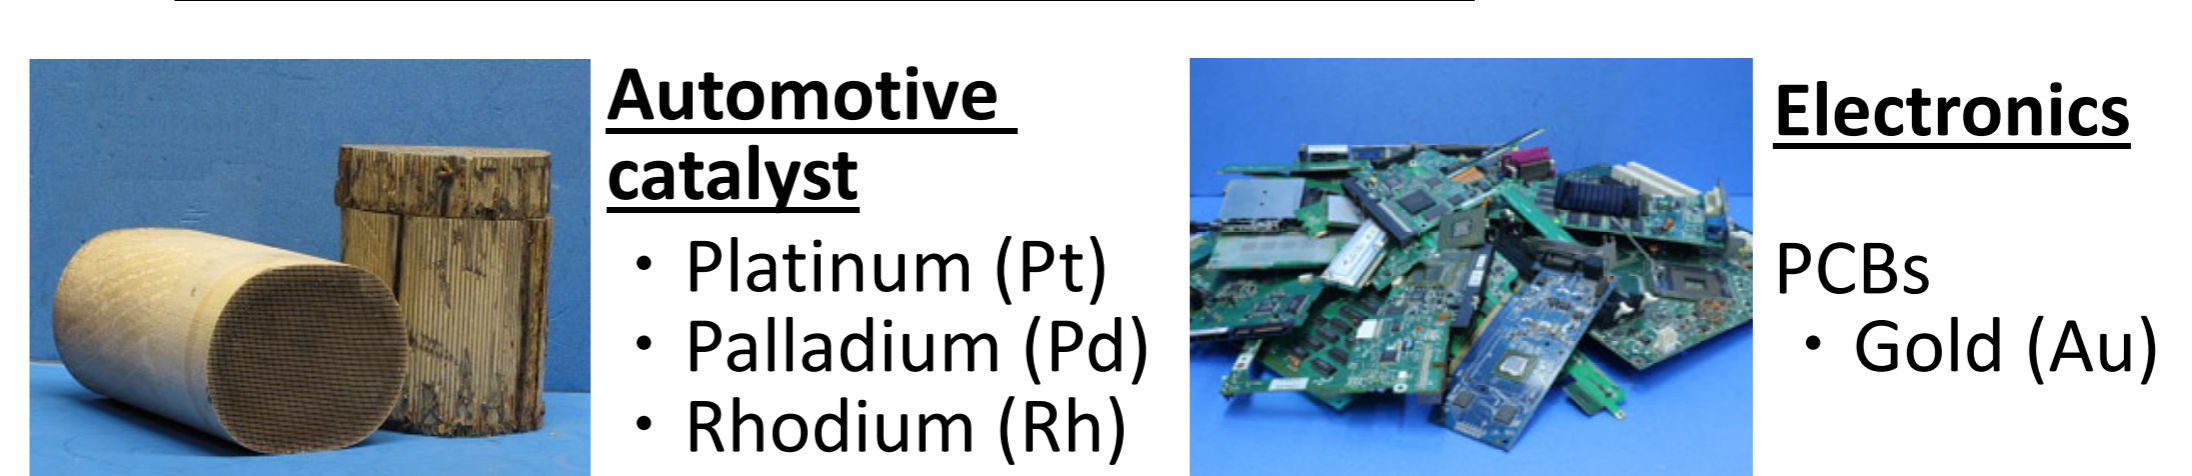 Automotive
catalyst
• Platinum (Pt)
• Palladium (Pd)
• Rhodium (Rh)
Electronics
PCBs
• Gold (Au)